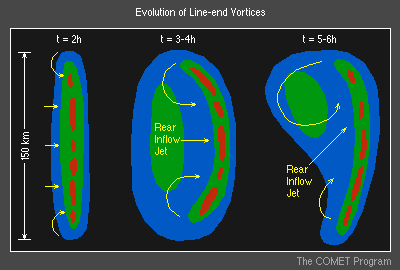 Evolution of Line-end Vortices
t = 2h
t = 3-4h
t = 5-6h
150 km
Rear
Inflow
Jet
Rear
Inflow
Jet
The COMET Program